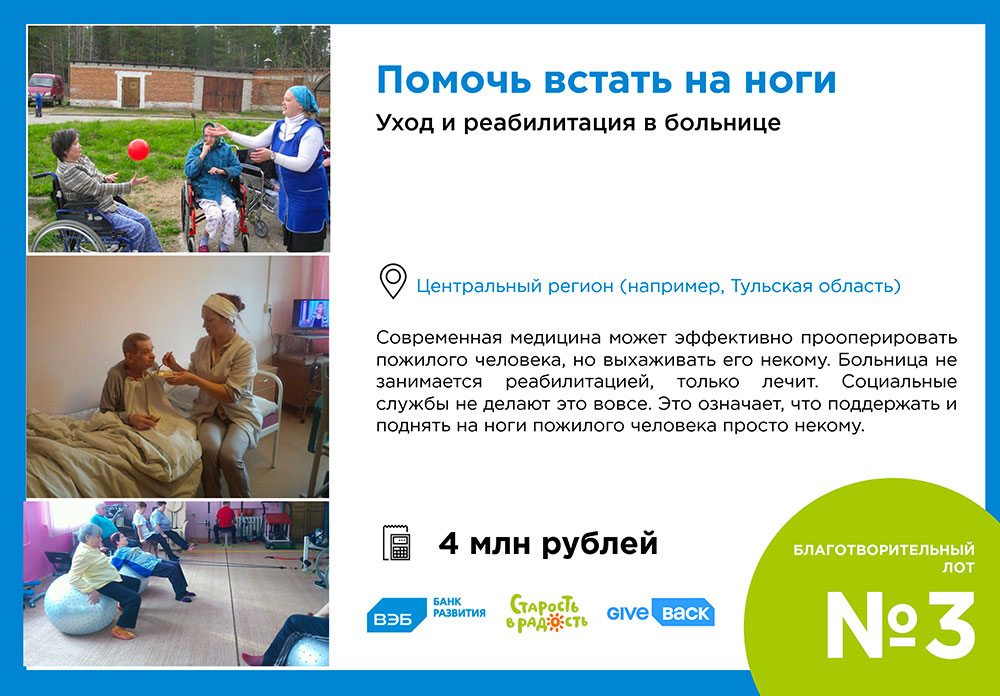 Помочь встать на ноги
Уход и реабилитация в больнице
Центральный регион (например, Тульская область)
Современная медицина может эффективно прооперировать
пожилого человека, но выхаживать его некому. Больница не
занимается реабилитацией, только лечит. Социальные
службы не делают это вовсе. Это означает, что поддержать и
поднять на ноги пожилого человека просто некому.
4 млн рублей
ВЭБ
БАНК
РАЗВИТИЯ
Старость
в радость
GIVE BACK
БЛАГОТВОРИТЕЛЬНЫЙ
ЛОТ
№3